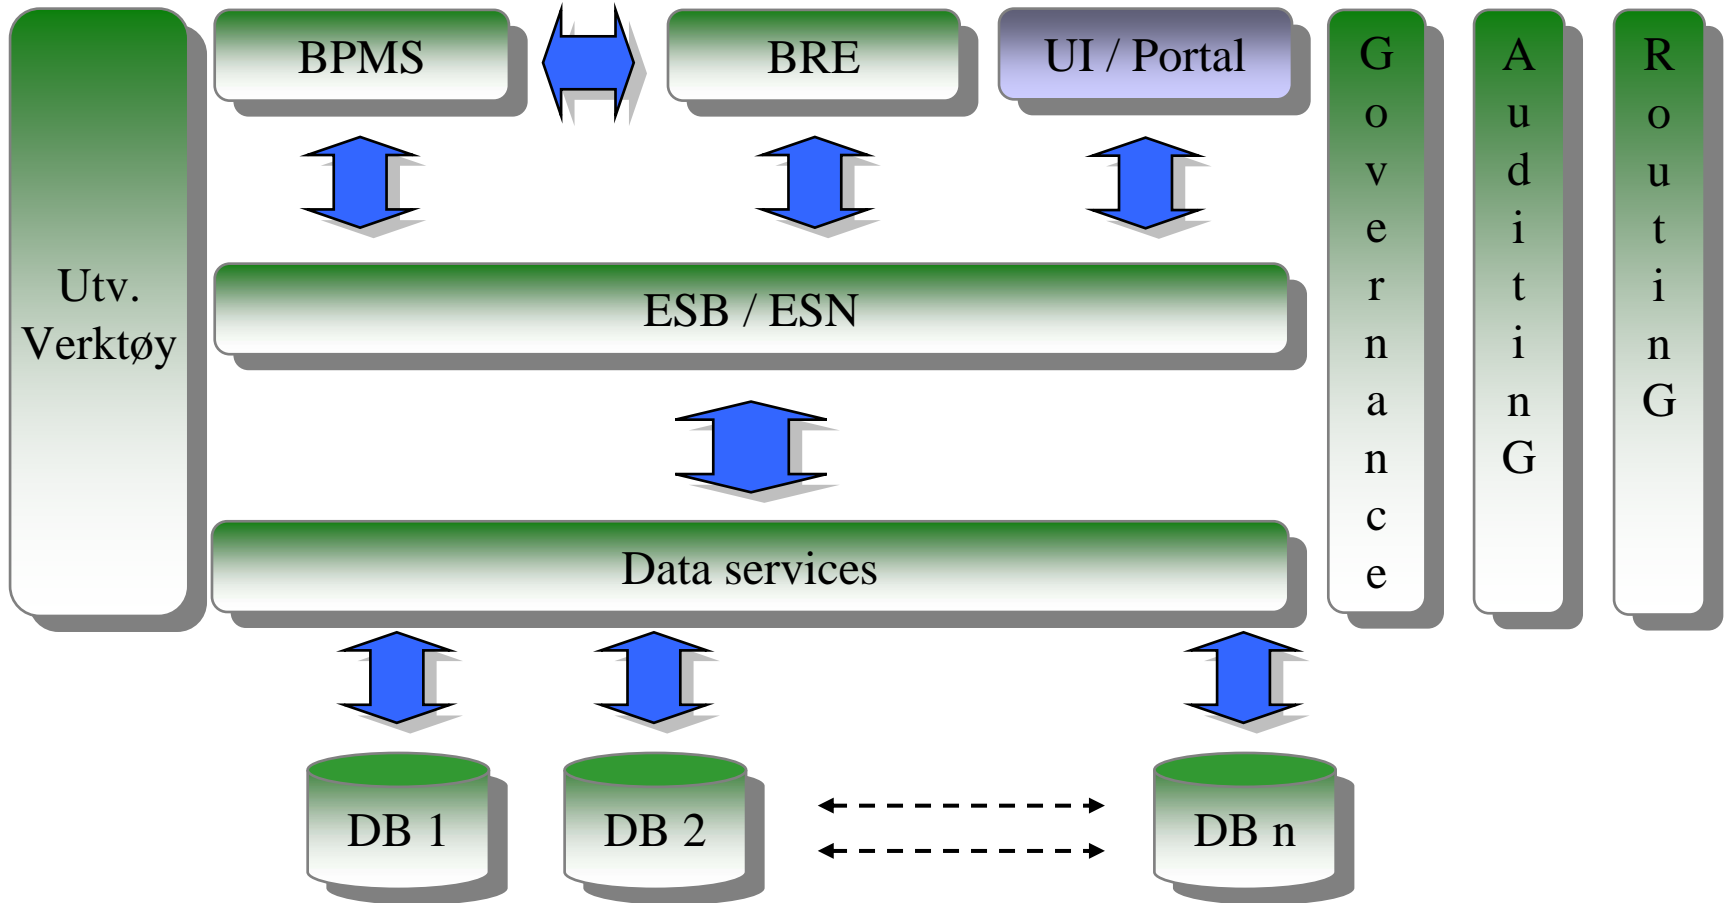 BPMS
BRE
UI / Portal
Utv.
Verktøy
ESB / ESN
Data services
DB 1
DB 2
DB n
G
o
v
e
r
n
a
n
c
e
A
u
d
i
t
i
n
G
R
o
u
t
i
n
G